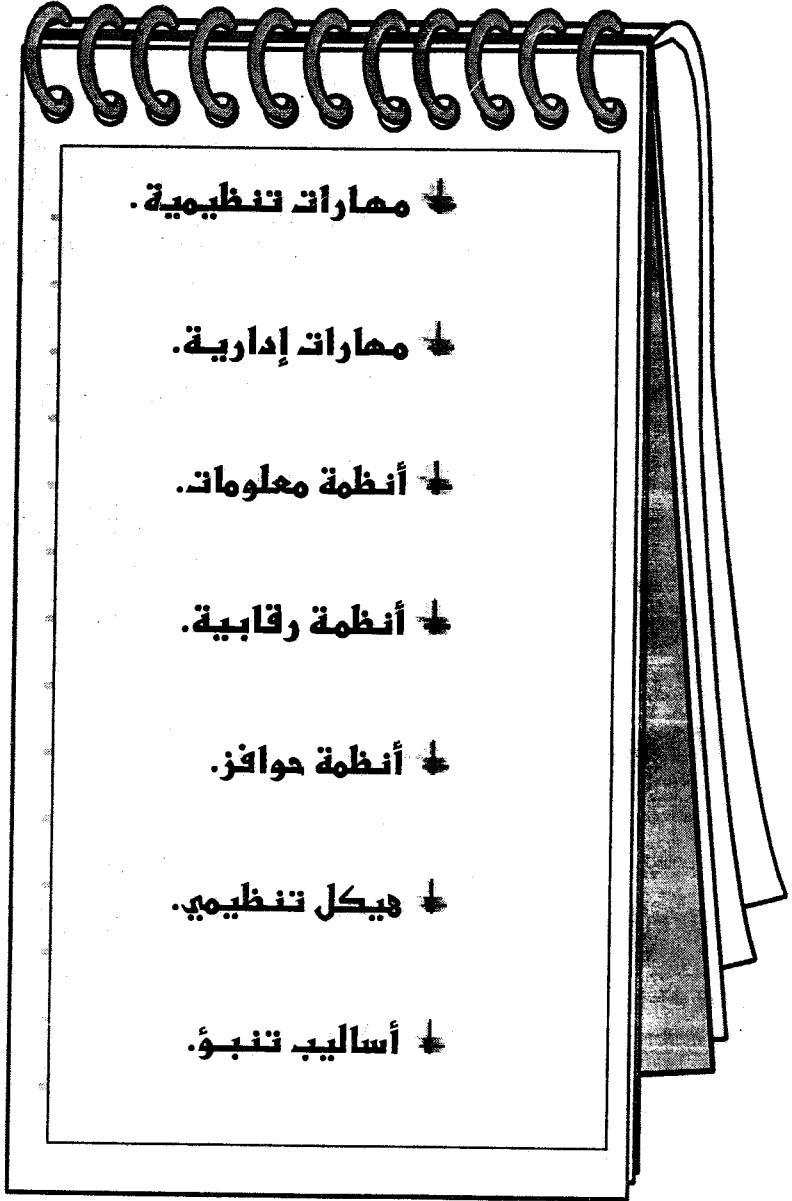 مهارات تنظيمية.
مهارات إدارية.
أنظمة معلومات.
أنظمة رقابية.
أنظمة حوافز.
هيكل تنظيمي.
أساليب تنبؤ.